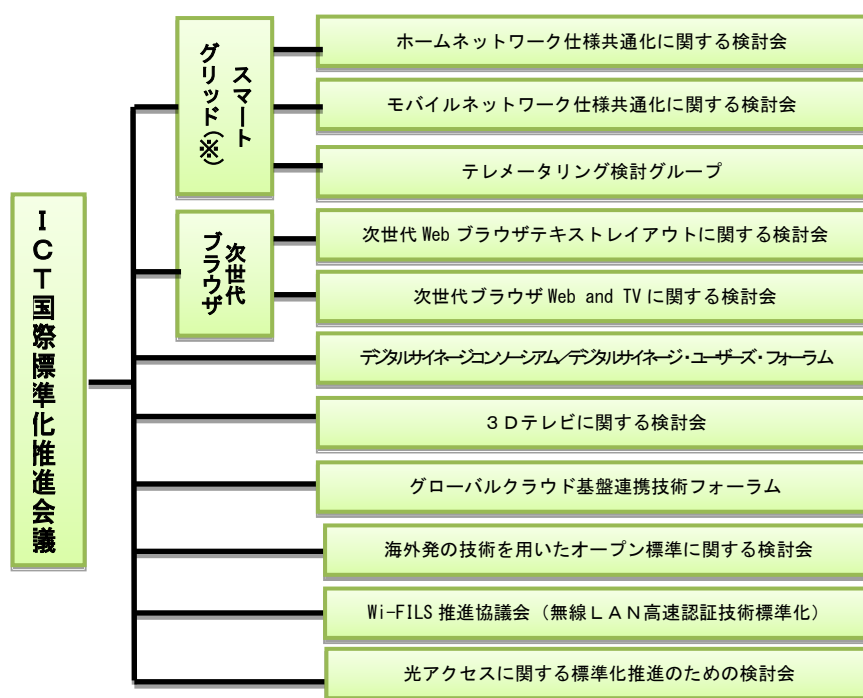 ICT国際標準化推進会議
スマート
グリッド(※)
ホームネットワーク仕様共通化に関する検討会
モバイルネットワーク仕様共通化に関する検討会
テレメータリング検討グループ
次世代
ブラウザ
次世代 Web ブラウザテキストレイアウトに関する検討会
次世代ブラウザ Web and TV に関する検討会
デジタルサイネージコンソーシアム/デジタルサイネージ・ユーザーズ・フォーラム
3Dテレビに関する検討会
グローバルクラウド基盤連携技術フォーラム
海外発の技術を用いたオープン標準に関する検討会
Wi-FILS 推進協議会(無線LAN高速認証技術標準化)
光アクセスに関する標準化推進のための検討会